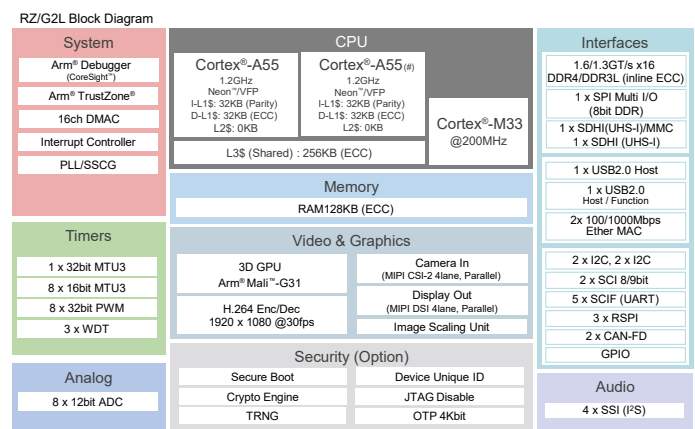 RZ/G2L Block Diagram
System
Arm® Debugger
(CoreSight™)
Arm® TrustZone®
16ch DMAC
Interrupt Controller
PLL/SSCG
Timers
1 x 32bit MTU3
8 x 16bit MTU3
8 x 32bit PWM
3 x WDT
Analog
8 x 12bit ADC
CPU
Cortex®-A55
1.2GHz
Neon™/VFP
I-L1$: 32KB (Parity)
D-L1$: 32KB (ECC)
L2$: 0KB
Cortex®-A55(#)
1.2GHz
Neon™/VFP
I-L1$: 32KB (Parity)
D-L1$: 32KB (ECC)
L2$: 0KB
L3$ (Shared) : 256KB (ECC)
Cortex®-M33
@200MHz
Memory
RAM128KB (ECC)
Video & Graphics
3D GPU
Arm® Mali™-G31
H.264 Enc/Dec
1920 x 1080 @30fps
Camera In
(MIPI CSI-2 4lane, Parallel)
Display Out
(MIPI DSI 4lane, Parallel)
Image Scaling Unit
Security (Option)
Secure Boot
Crypto Engine
TRNG
Device Unique ID
JTAG Disable
OTP 4Kbit
Interfaces
1.6/1.3GT/s x16
DDR4/DDR3L (inline ECC)
1 x SPI Multi I/O
(8bit DDR)
1 x SDHI(UHS-I)/MMC
1 x SDHI (UHS-I)
1 x USB2.0 Host
1 x USB2.0
Host / Function
2x 100/1000Mbps
Ether MAC
2 x I2C, 2 x I2C
2 x SCI 8/9bit
5 x SCIF (UART)
3 x RSPI
2 x CAN-FD
GPIO
Audio
4 x SSI (I²S)